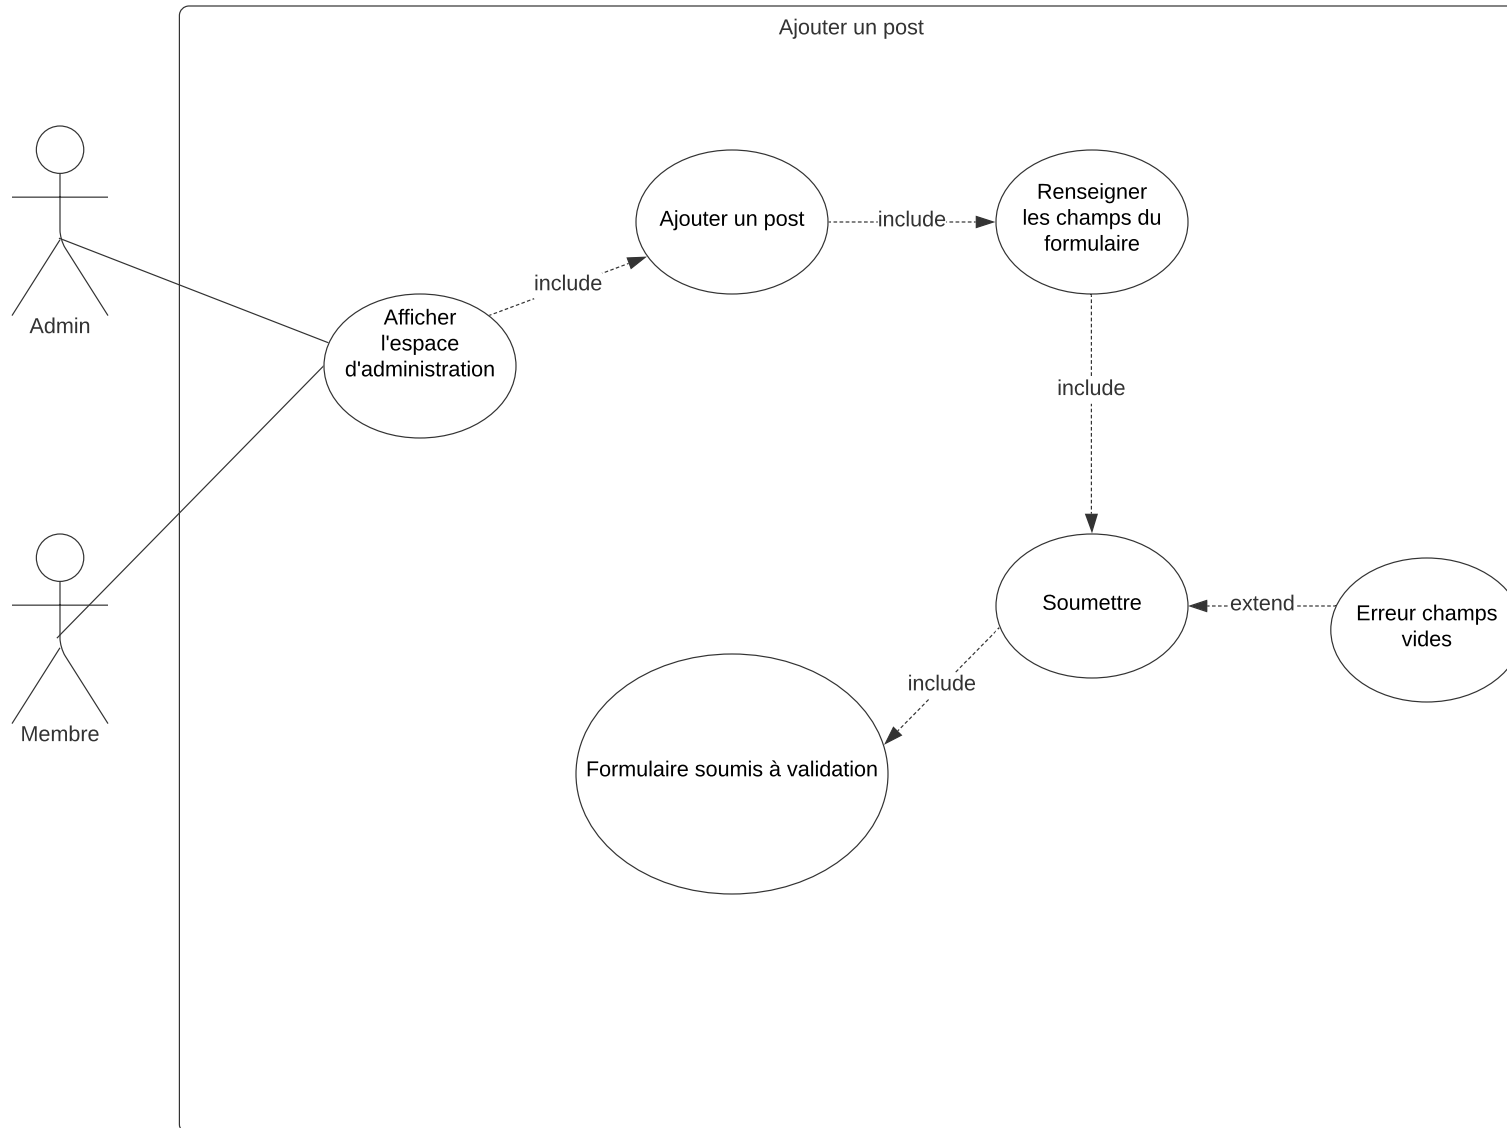 Ajouter un post
Admin
Membre
Afficher
l'espace
d'administration
include
Ajouter un post
include
Renseigner
les champs du
formulaire
include
Soumettre
extend
Erreur champs
vides
include
Formulaire soumis à validation